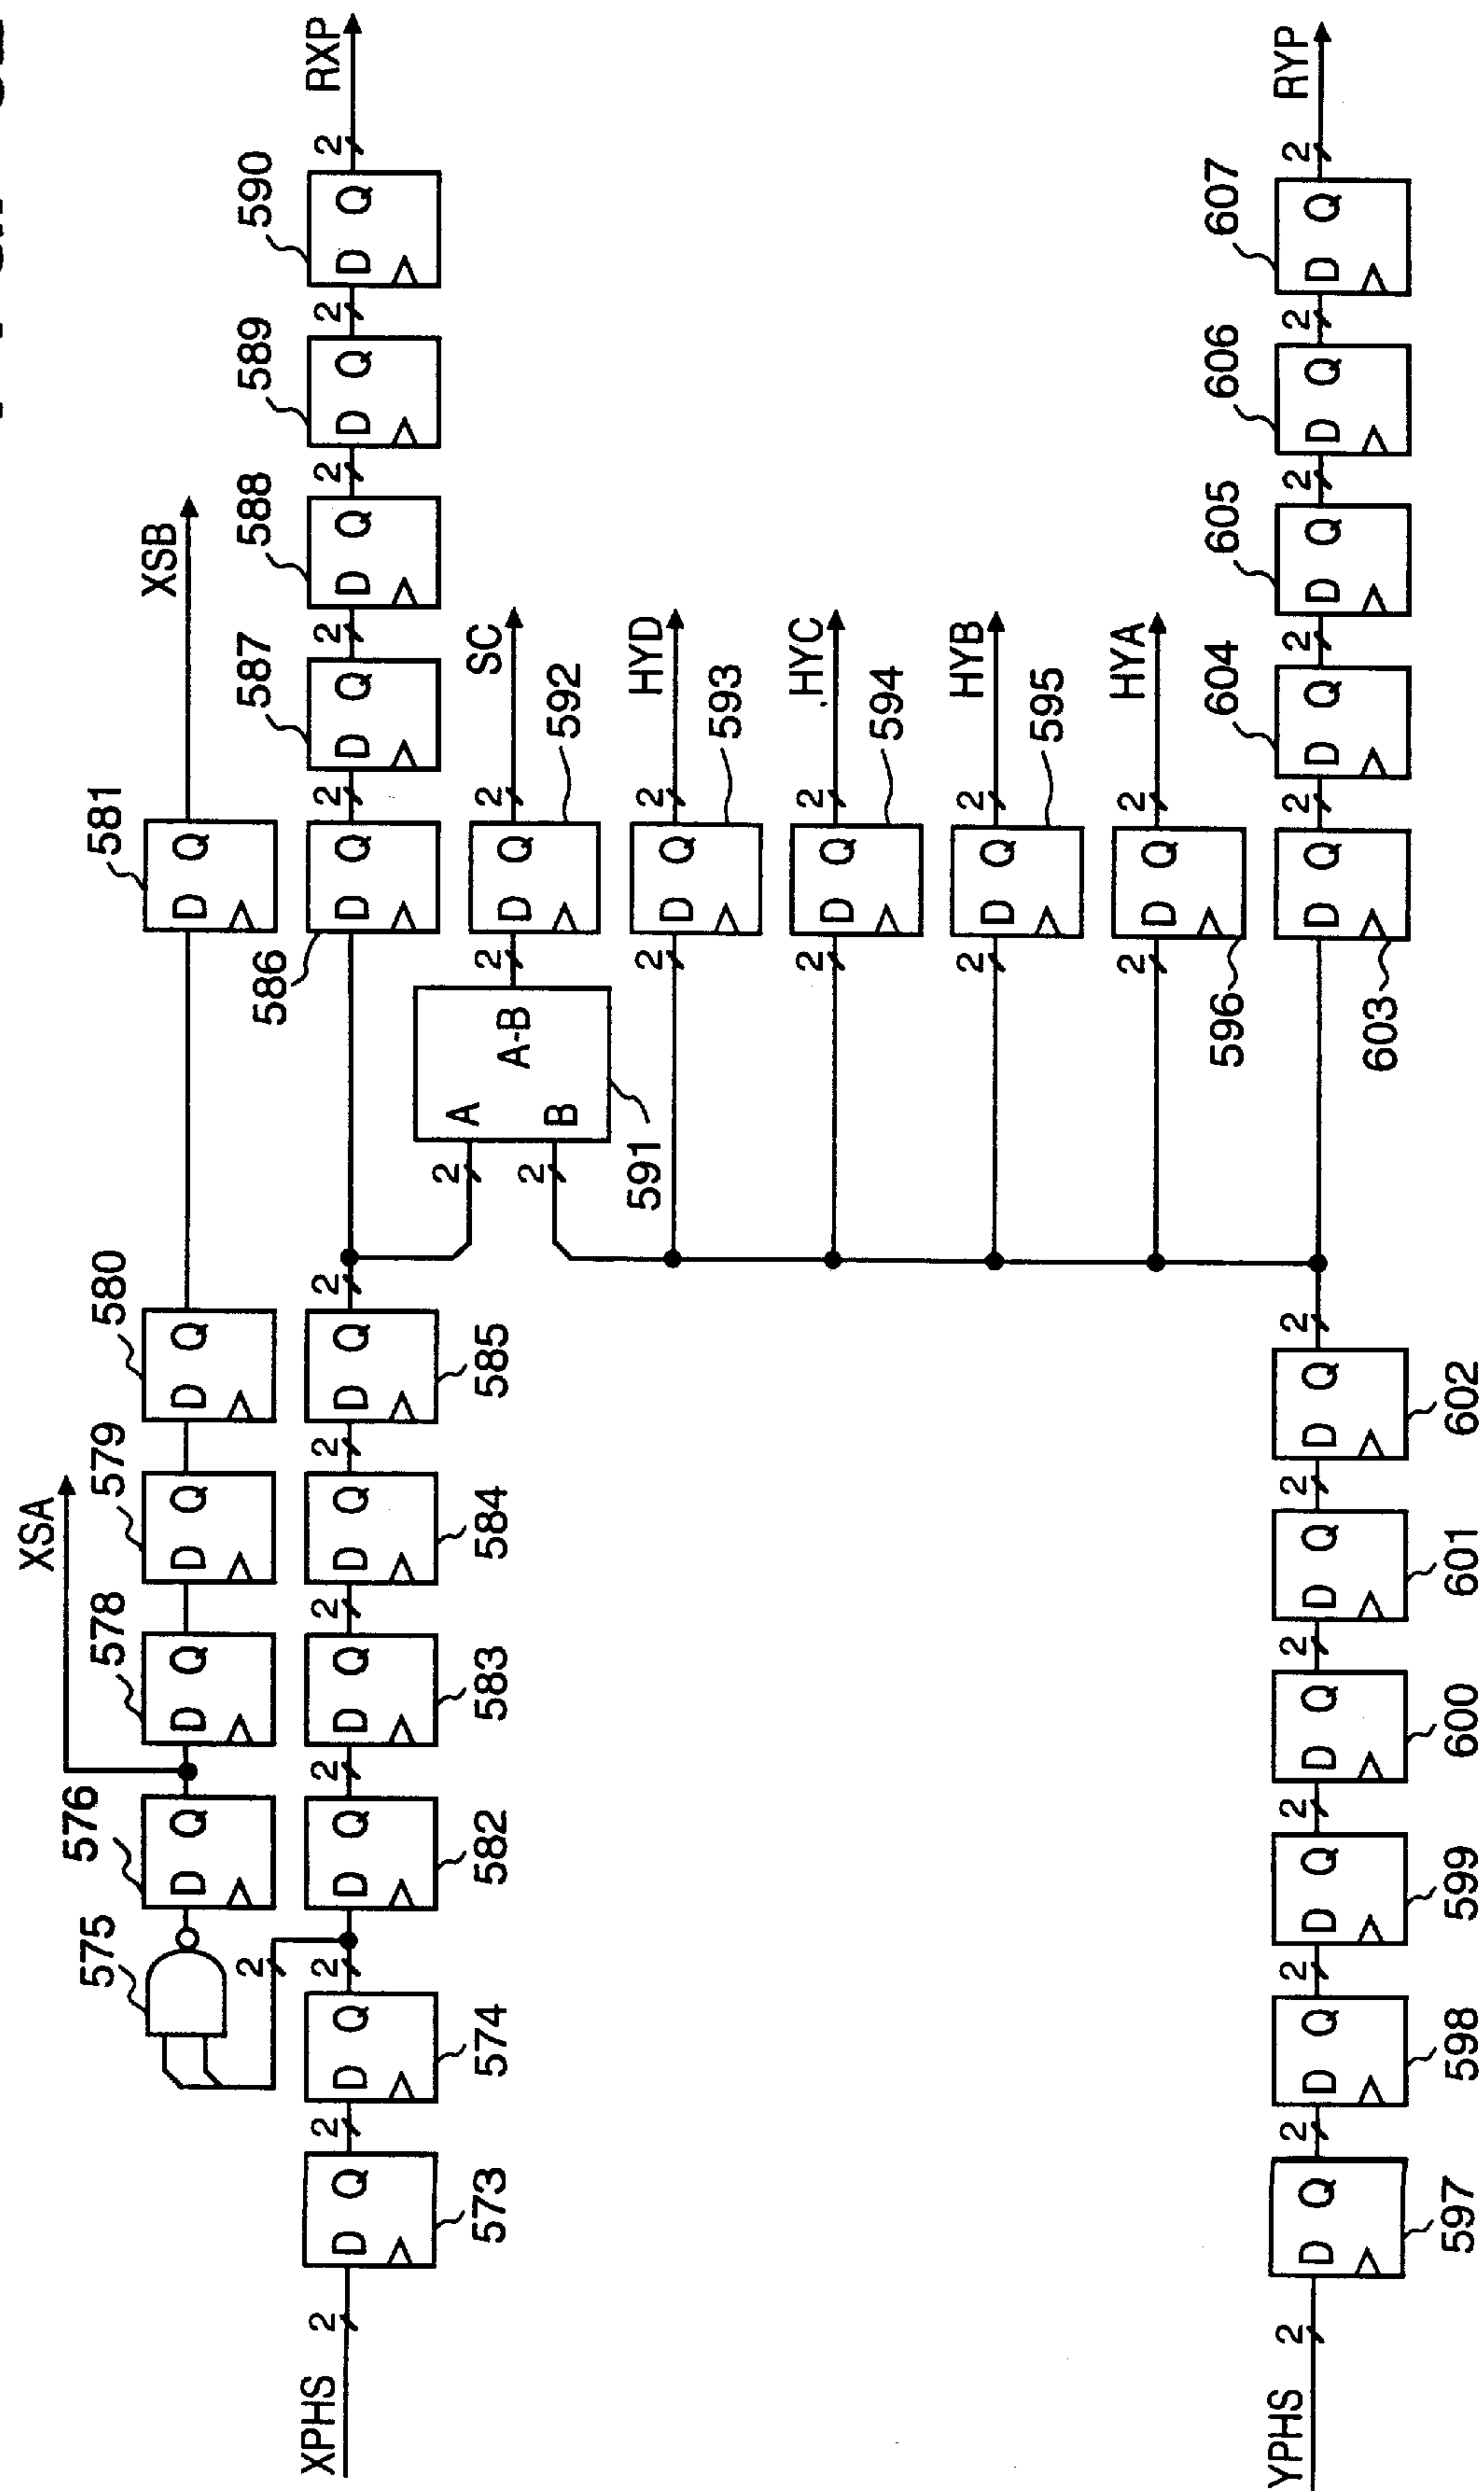 XSA
XSB
575
576
578
579
580
581
D Q
D Q
D Q
D Q
D Q
2
XPHS
2
D Q
573
2
D Q
574
2
D Q
582
2
D Q
583
2
D Q
584
2
D Q
585
2
D Q
586
2
D Q
587
2
D Q
588
2
D Q
589
2
D Q
590
2
RXP
2
A
2
B
A-B
591
2
D Q
592
2
SC
2
D Q
593
2
HYD
2
D Q
594
2
HYC
2
D Q
595
2
HYB
2
D Q
596
2
HYA
YPHS
2
D Q
597
2
D Q
598
2
D Q
599
2
D Q
600
2
D Q
601
2
D Q
602
2
D Q
603
2
D Q
604
2
D Q
605
2
D Q
606
2
D Q
607
2
RYP